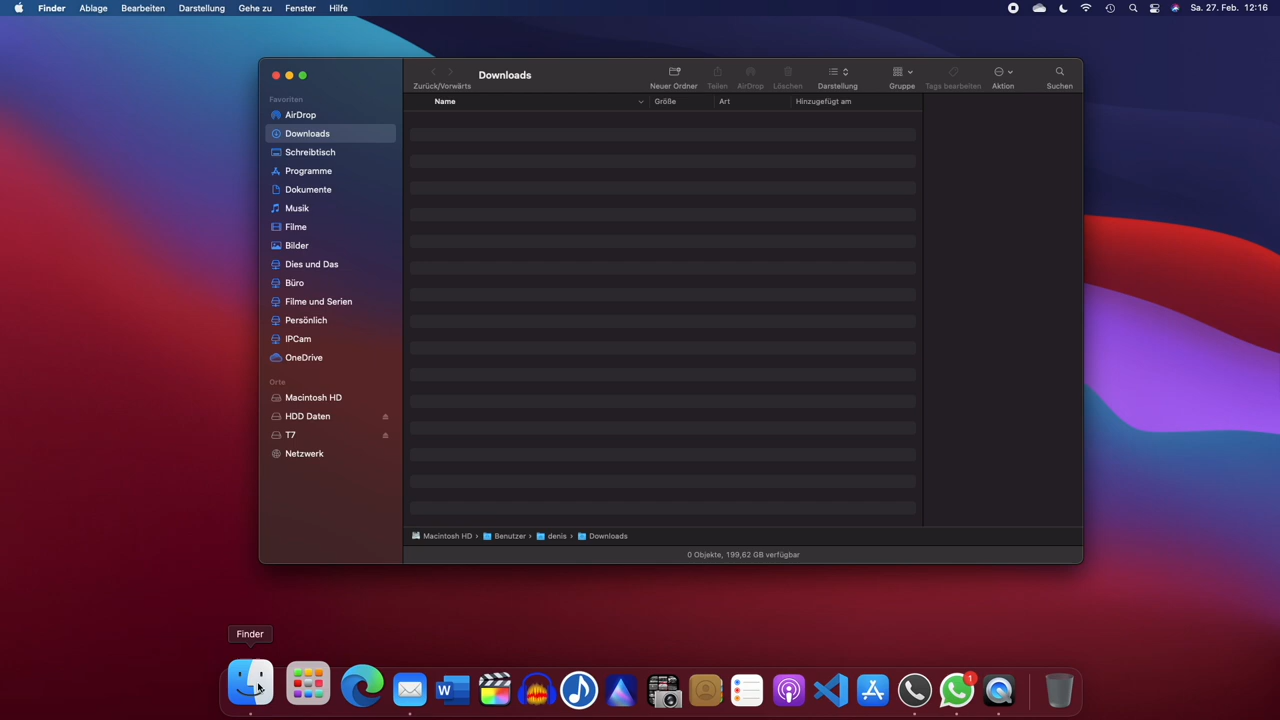 Finder Ablage Bearbeiten Darstellung Gehe zu Fenster Hilfe Sa. 27. Feb. 12:16
Downloads
Zurück/Vorwärts Neuer Ordner Teilen AirDrop Löschen Darstellung Gruppe Tags bearbeiten Aktion Suchen
Name Größe Art Hinzugefügt am
Favoriten
AirDrop
Downloads
Schreibtisch
Programme
Dokumente
Musik
Filme
Bilder
Dies und Das
Büro
Filme und Serien
Persönlich
IPCam
OneDrive
Orte
Macintosh HD
HDD Daten
T7
Netzwerk
Macintosh HD › Benutzer › denis › Downloads
0 Objekte, 199,62 GB verfügbar
Finder
W
1